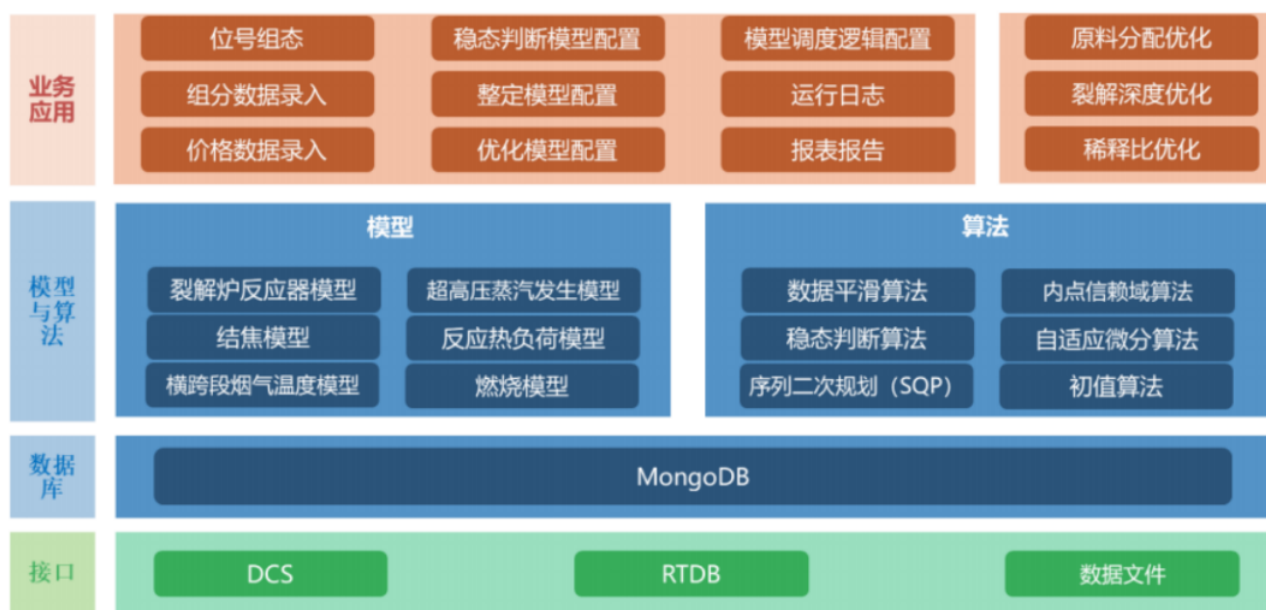 业务
应用
位号组态
稳态判断模型配置
模型调度逻辑配置
原料分配优化
组分数据录入
整定模型配置
运行日志
裂解深度优化
价格数据录入
优化模型配置
报表报告
稀释比优化
模型
与算
法
模型
算法
裂解炉反应器模型
超高压蒸汽发生模型
数据平滑算法
内点信赖域算法
结焦模型
反应热负荷模型
稳态判断算法
自适应微分算法
横跨段烟气温度模型
燃烧模型
序列二次规划（SQP）
初值算法
数据
库
MongoDB
接口
DCS
RTDB
数据文件